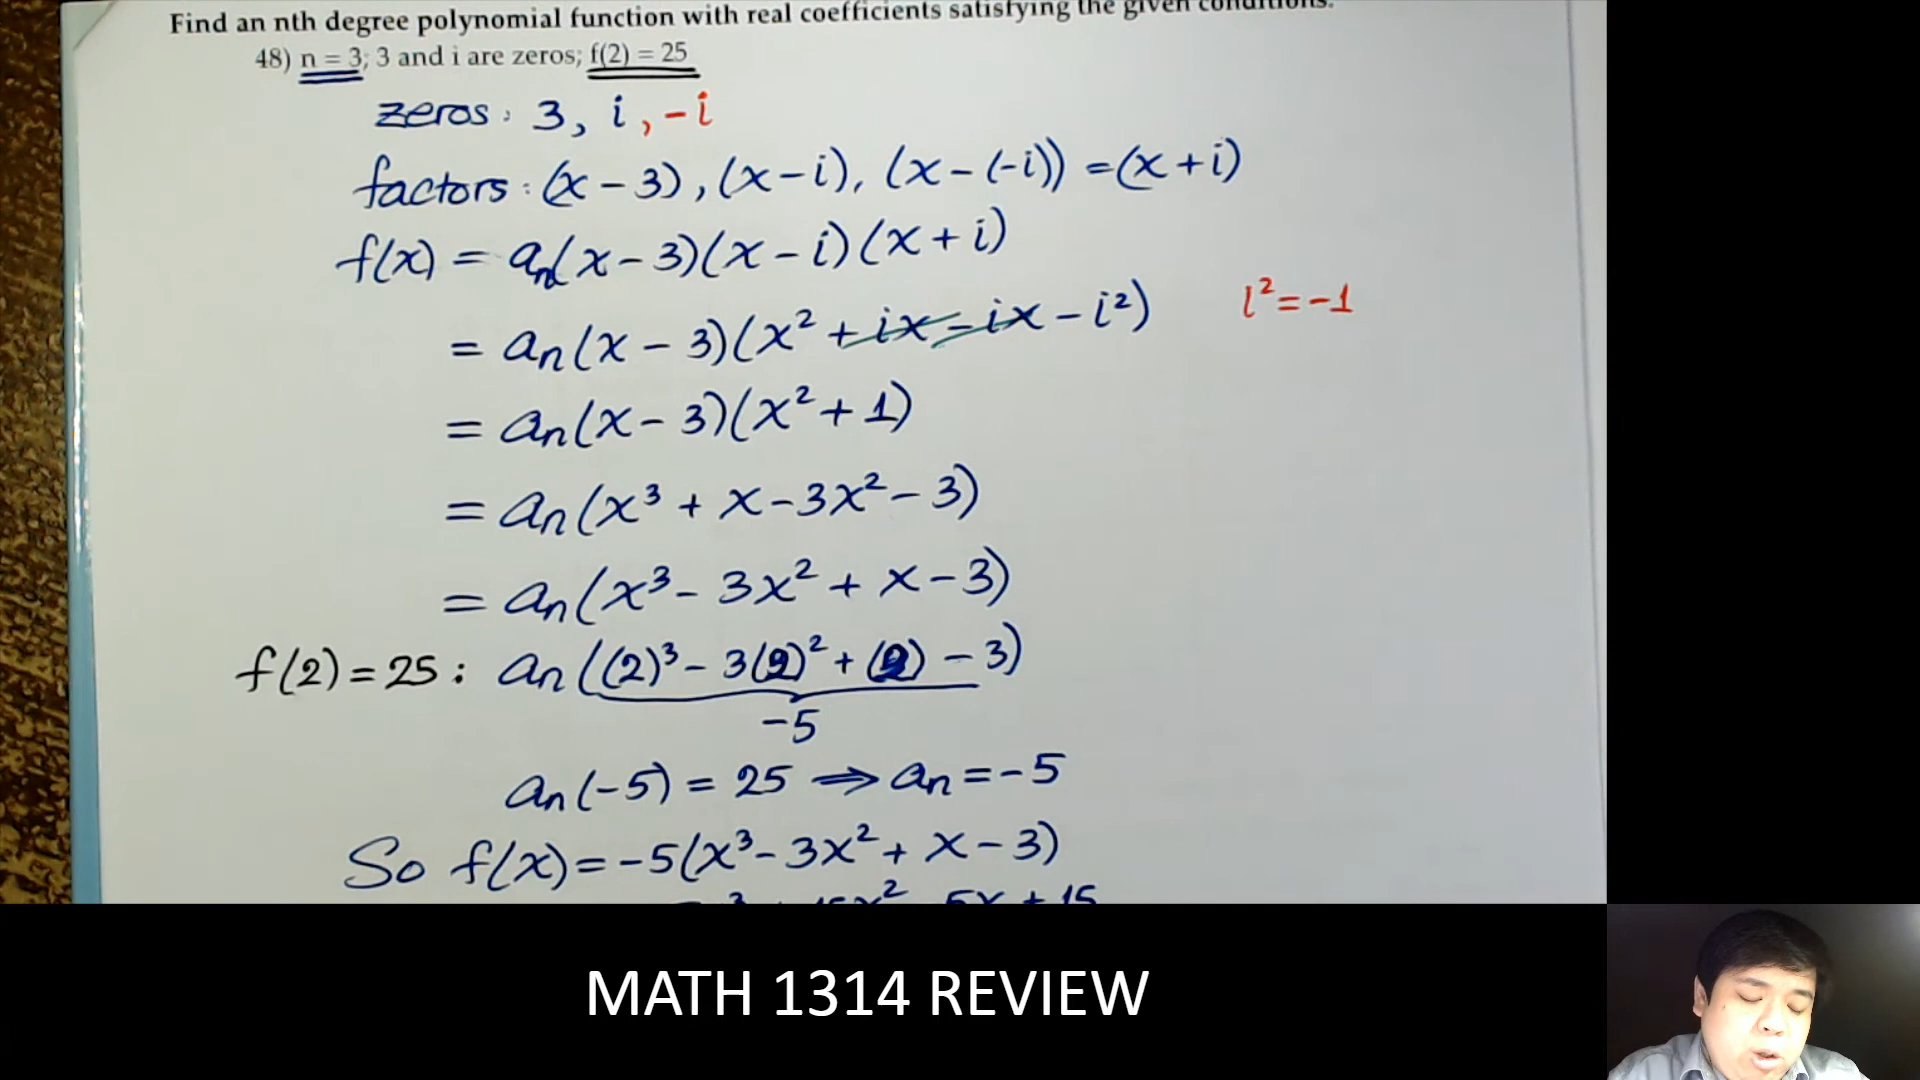 Find an nth degree polynomial function with real coefficients satisfying the given conditions.
48) n = 3; 3 and i are zeros; f(2) = 25
zeros: 3, i, -i
factors: (x - 3), (x - i), (x - (-i)) = (x + i)
f(x) = aₙ(x - 3)(x - i)(x + i)
= aₙ(x - 3)(x² + ix - ix - i²)
i² = -1
= aₙ(x - 3)(x² + 1)
= aₙ(x³ + x - 3x² - 3)
= aₙ(x³ - 3x² + x - 3)
f(2) = 25 : aₙ((2)³ - 3(2)² + (2) - 3)
-5
aₙ(-5) = 25 ⟹ aₙ = -5
So f(x) = -5(x³ - 3x² + x - 3)
MATH 1314 REVIEW